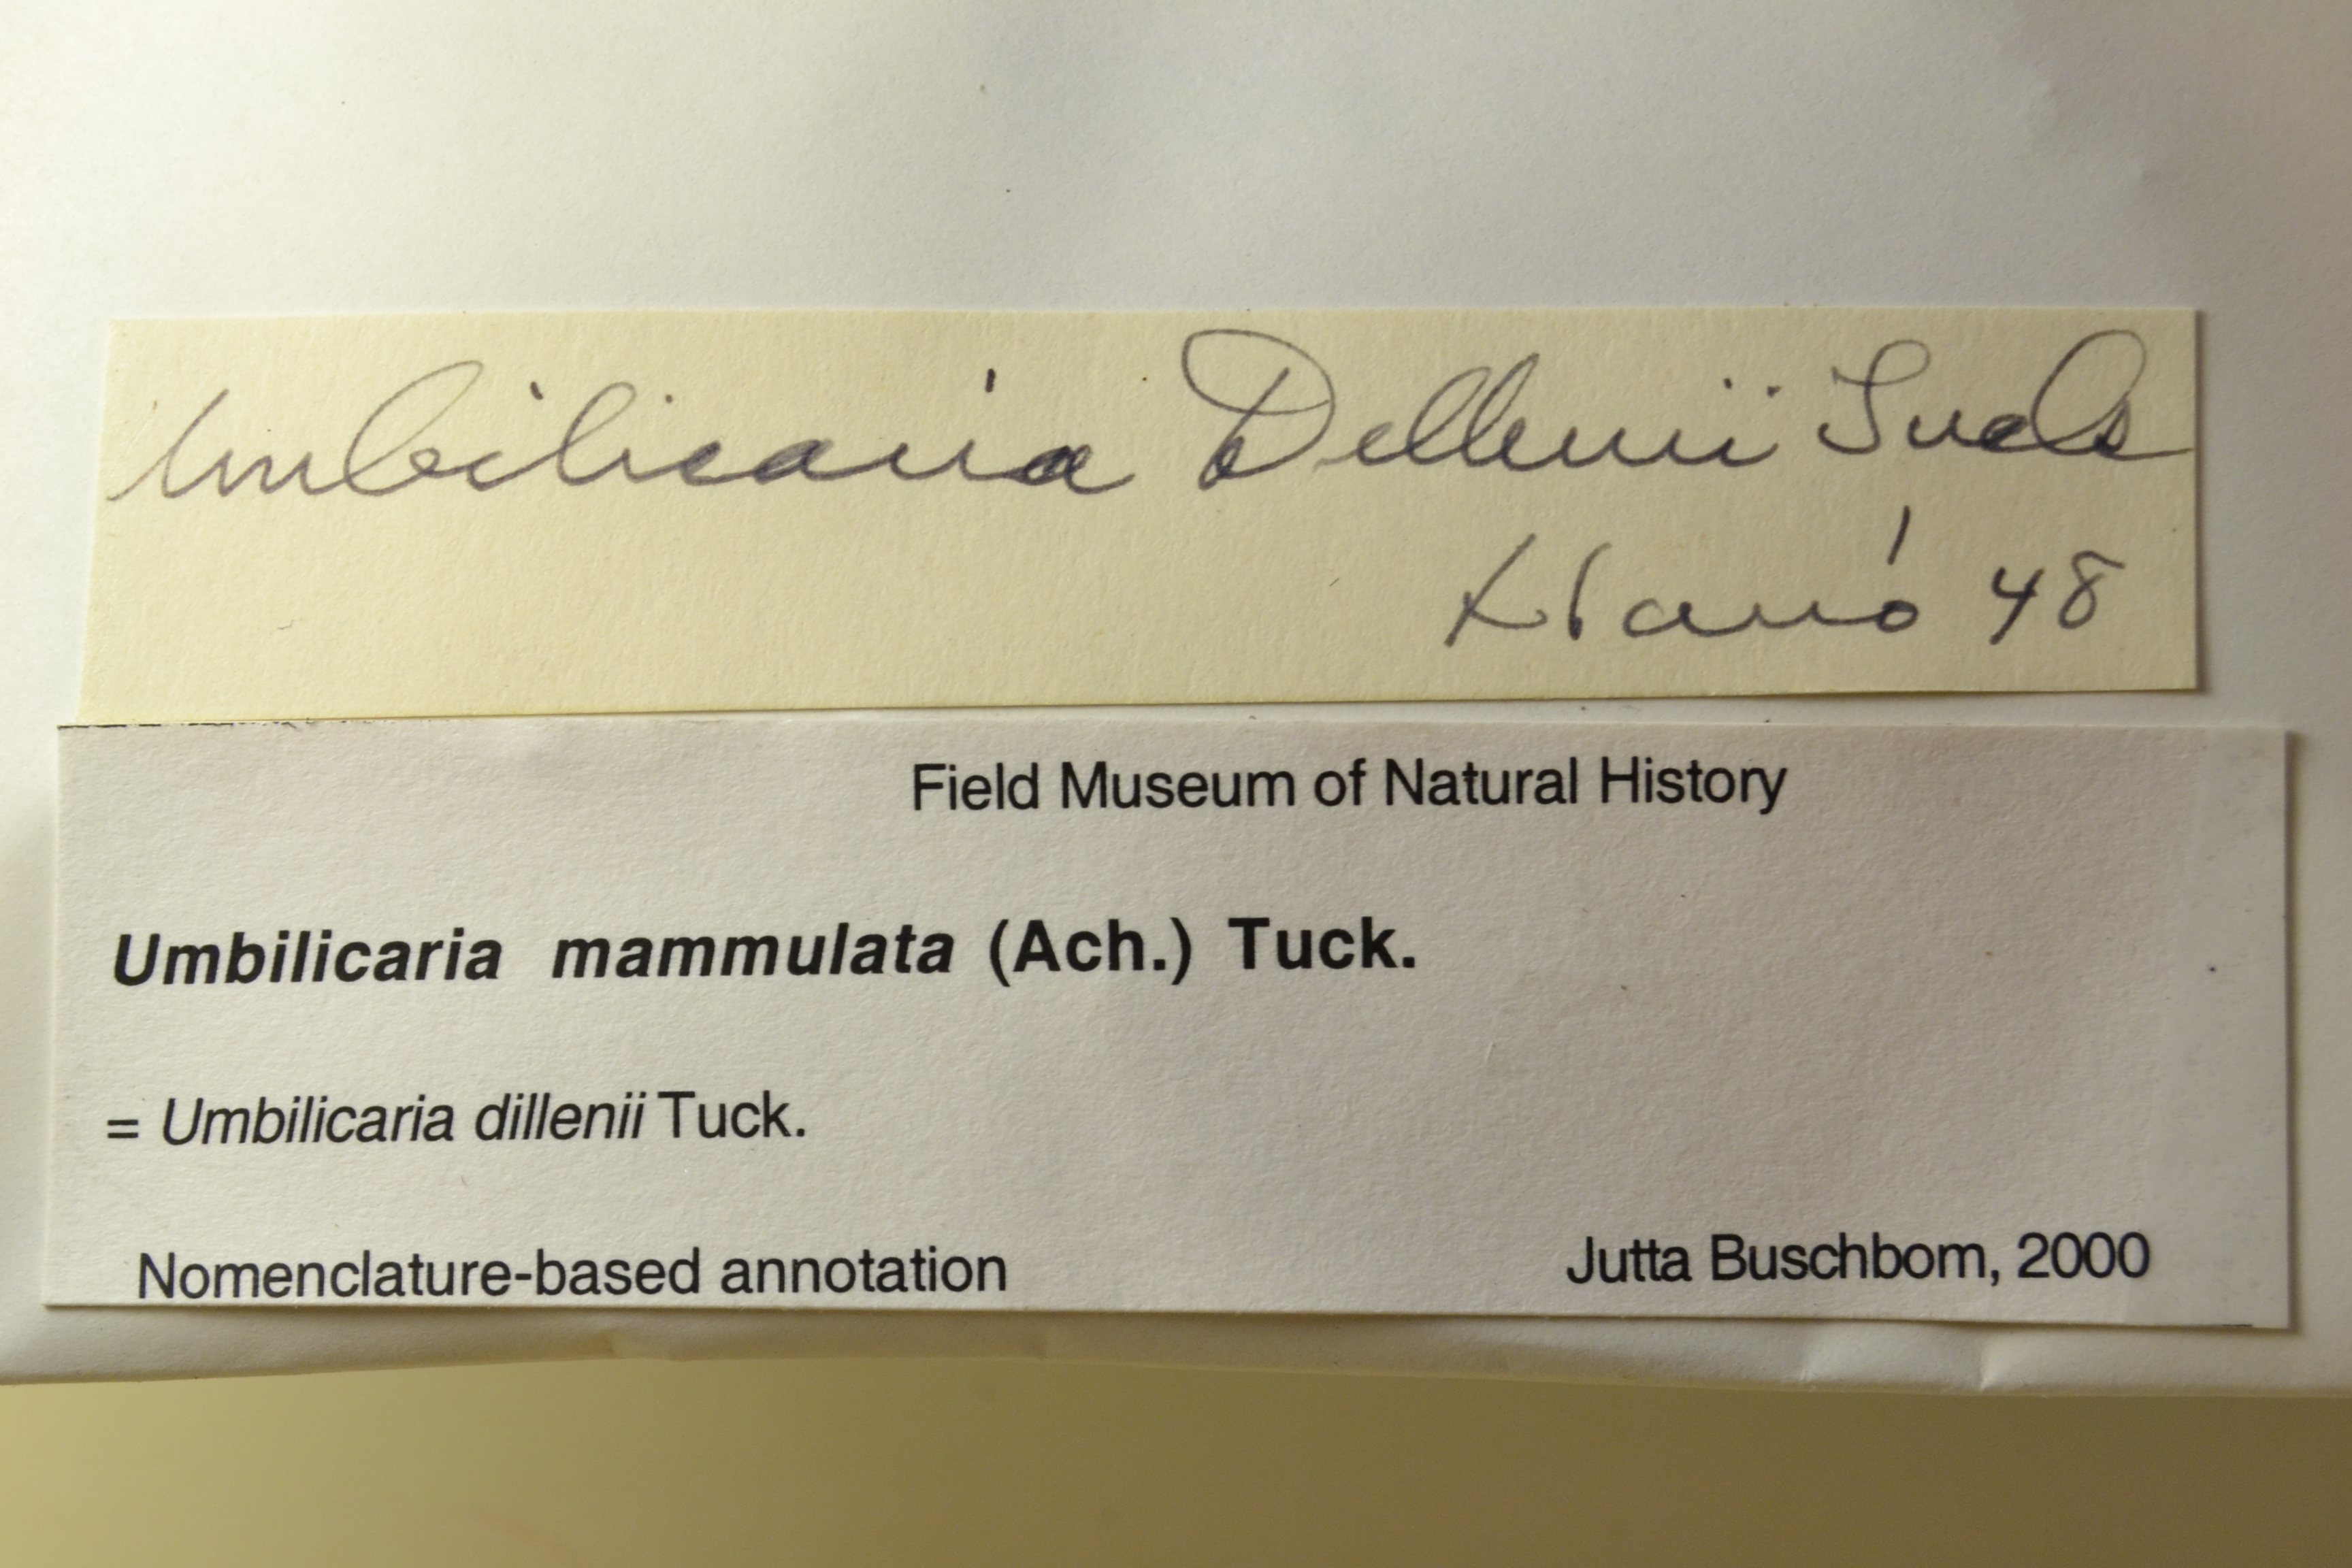 Umbilicaria Dillenii Tuck
Llanó 48
Field Museum of Natural History
Umbilicaria mammulata (Ach.) Tuck.
= Umbilicaria dillenii Tuck.
Nomenclature-based annotation
Jutta Buschbom, 2000